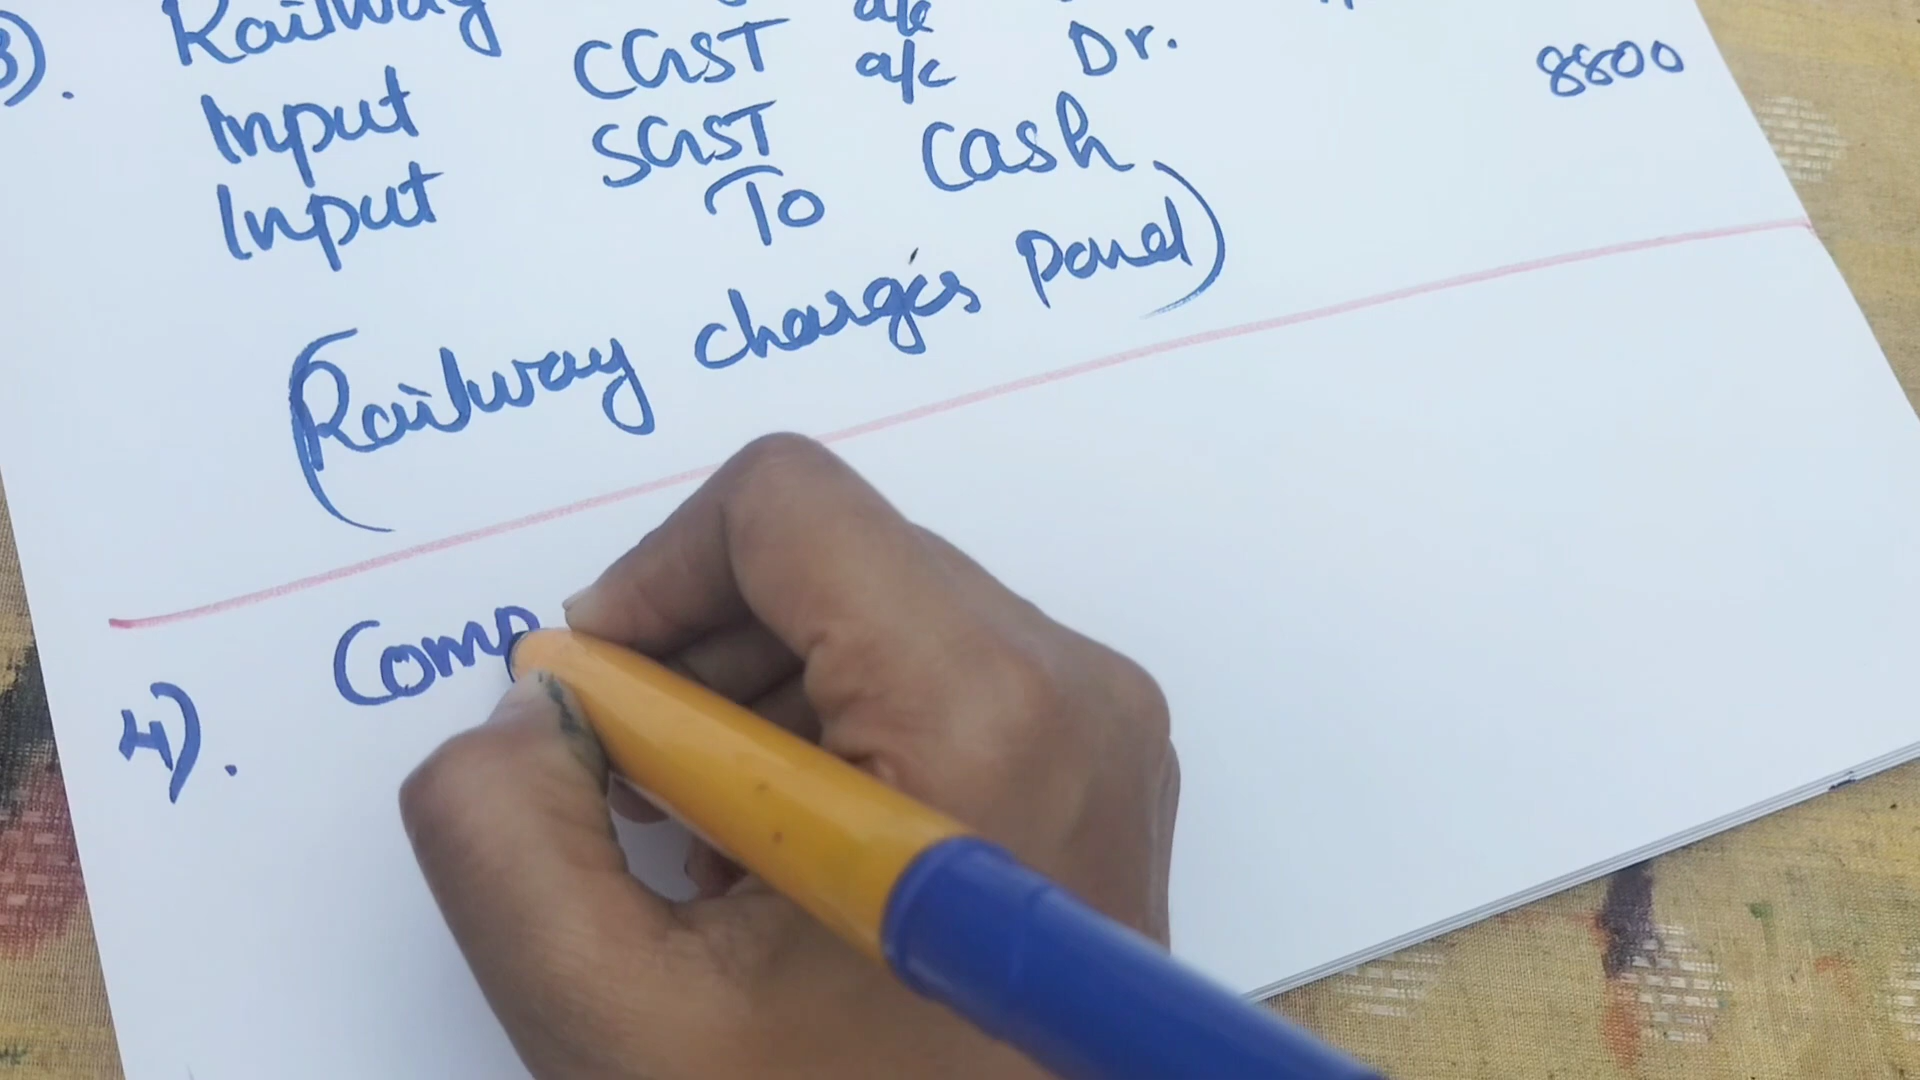 3). Railway a/c
Input CGST a/c Dr.
Input SGST
To Cash 8800
(Railway charges paid)
4). Comp